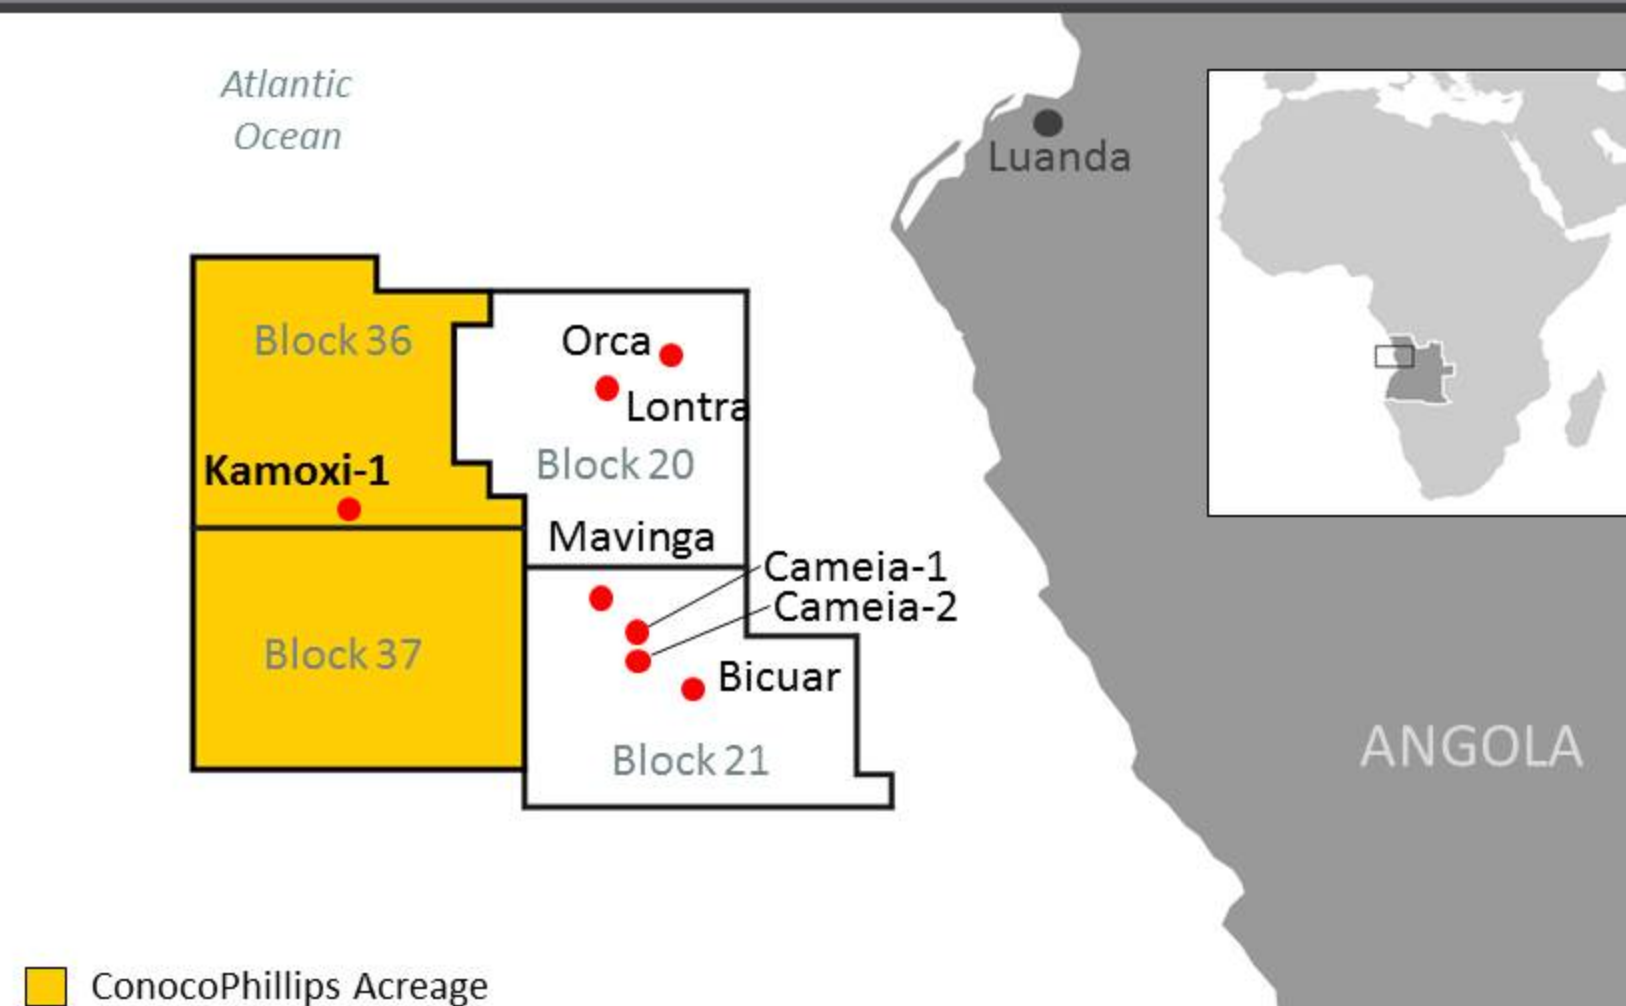 Atlantic
Ocean
Luanda
Block 36
Orca
Lontra
Kamoxi-1
Block 20
Mavinga
Cameia-1
Cameia-2
Block 37
Bicuar
Block 21
ANGOLA
ConocoPhillips Acreage